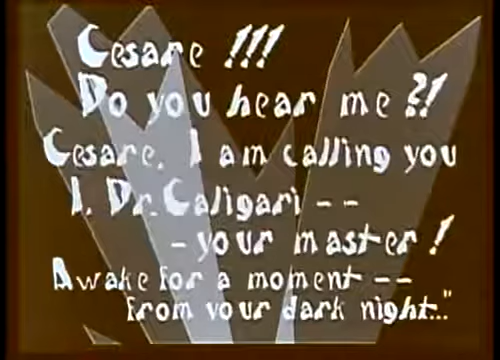 Cesare !!!
Do you hear me ?!
Cesare. I am calling you
I. Dr. Caligari --
- your master !
Awake for a moment --
from your dark night..."